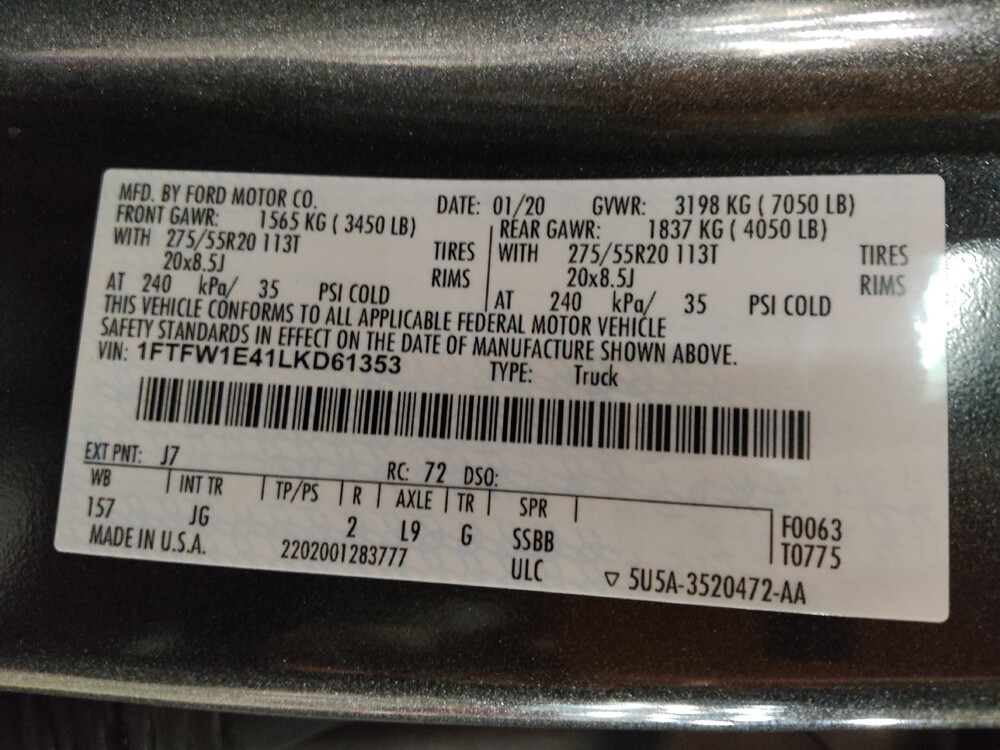 MFD. BY FORD MOTOR CO. DATE: 01/20 GVWR: 3198 KG ( 7050 LB)
FRONT GAWR: 1565 KG ( 3450 LB) REAR GAWR: 1837 KG ( 4050 LB)
WITH 275/55R20 113T TIRES WITH 275/55R20 113T TIRES
20x8.5J RIMS 20x8.5J RIMS
AT 240 kPa/ 35 PSI COLD AT 240 kPa/ 35 PSI COLD
THIS VEHICLE CONFORMS TO ALL APPLICABLE FEDERAL MOTOR VEHICLE
SAFETY STANDARDS IN EFFECT ON THE DATE OF MANUFACTURE SHOWN ABOVE.
VIN: 1FTFW1E41LKD61353 TYPE: Truck
EXT PNT: J7 RC: 72 DSO:
WB INT TR TP/PS R AXLE TR SPR
157 JG 2 L9 G SSBB F0063
MADE IN U.S.A. 2202001283777 ULC T0775
▽ 5U5A-3520472-AA